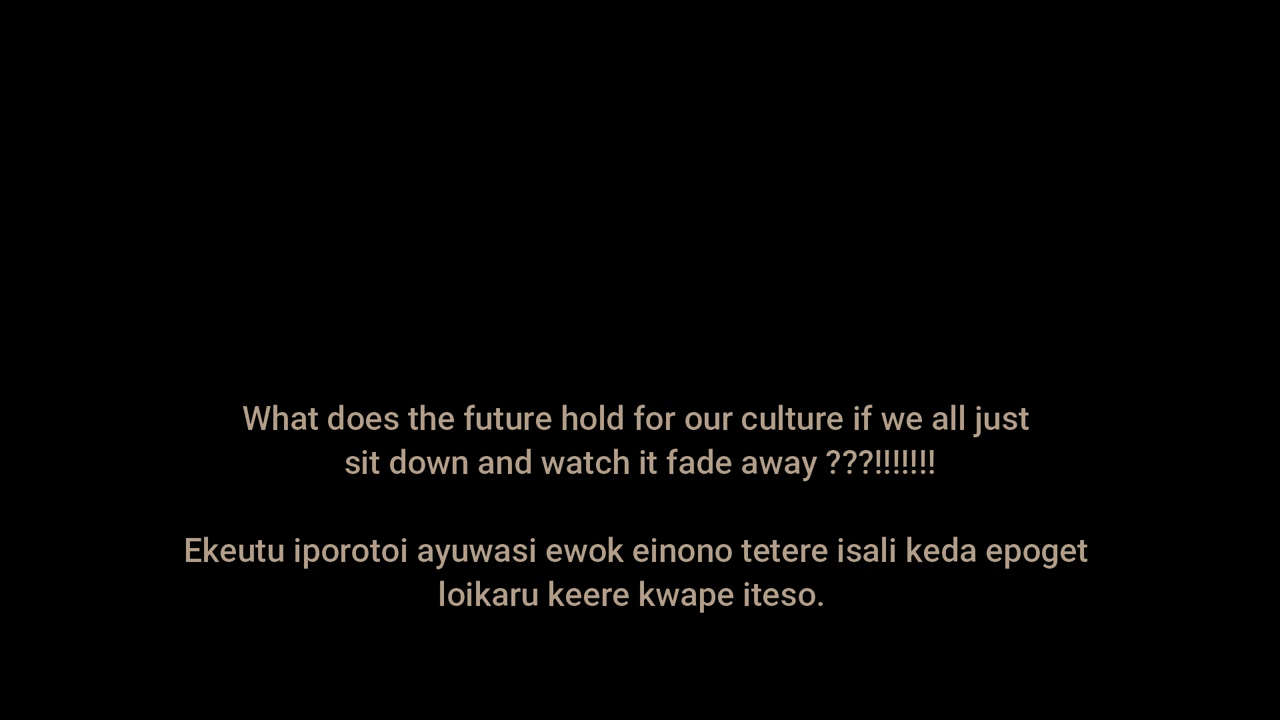 What does the future hold for our culture if we all just
sit down and watch it fade away ???!!!!!!!
Ekeutu iporotoi ayuwasi ewok einono tetere isali keda epoget
loikaru keere kwape iteso.